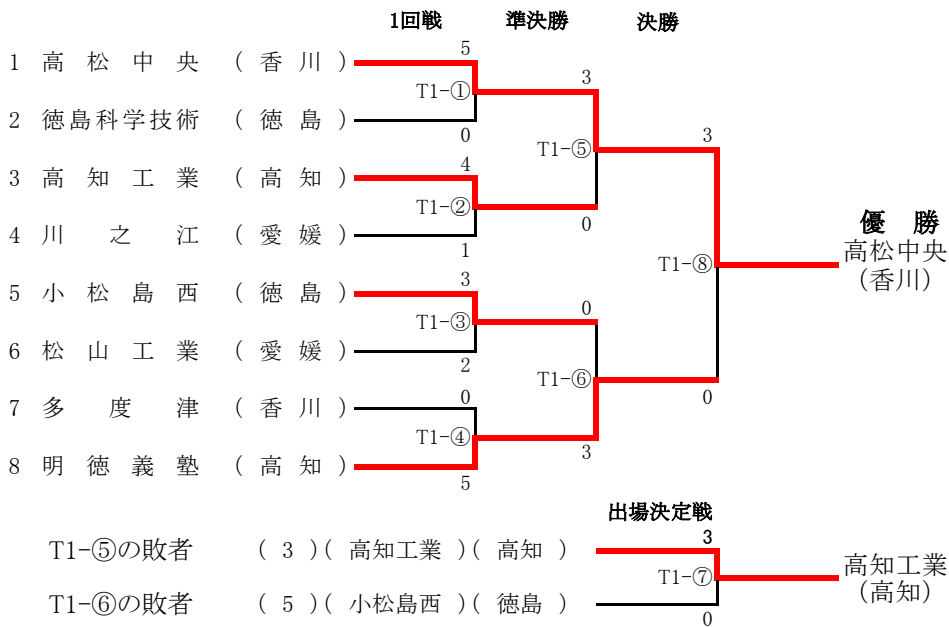 1回戦 準決勝 決勝
5
1 高松中央 (香川)
3
T1-①
2 徳島科学技術 (徳島)
0
3
T1-⑤
4
3 高知工業 (高知)
T1-②
0
4 川之江 (愛媛)
1
優勝
高松中央
(香川)
T1-⑧
3
5 小松島西 (徳島)
0
T1-③
6 松山工業 (愛媛)
2
T1-⑥
0
0
7 多度津 (香川)
T1-④
3
8 明徳義塾 (高知)
5
出場決定戦
3
T1-⑤の敗者 (3)(高知工業)(高知)
T1-⑦
高知工業
(高知)
T1-⑥の敗者 (5)(小松島西)(徳島)
0